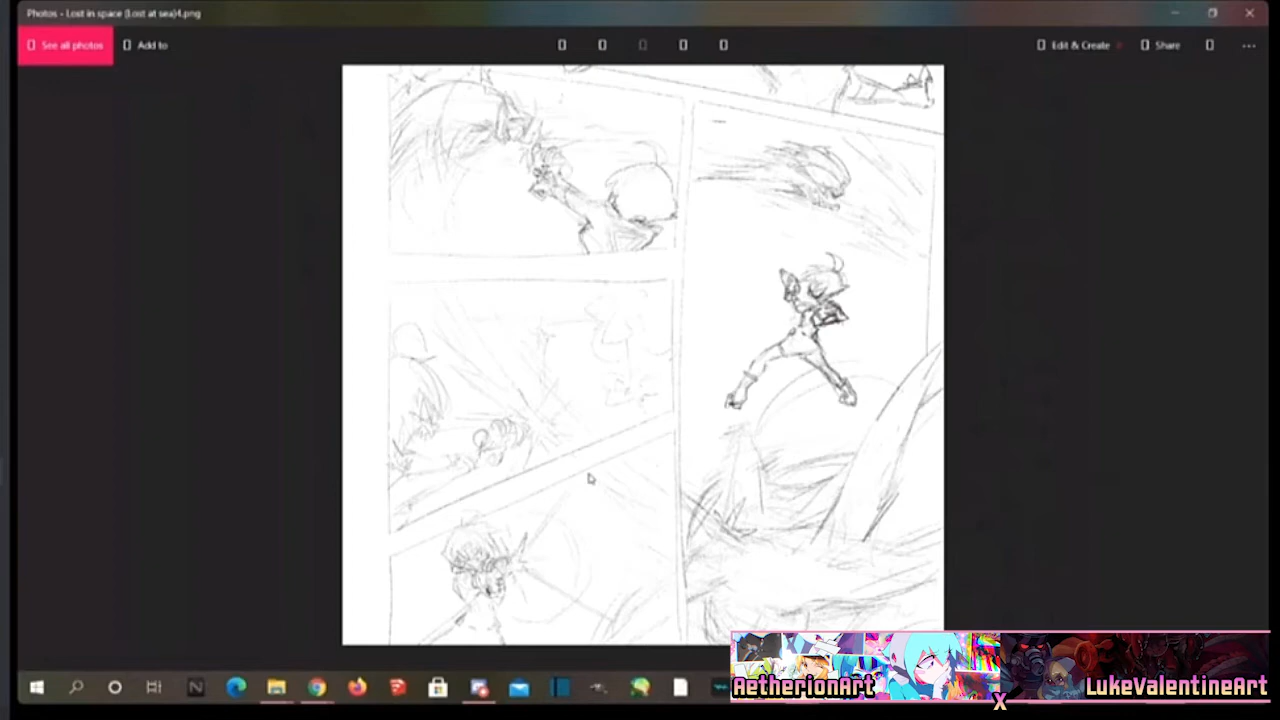 Photos - Lost in space (Lost at sea)4.png
See all photos
Add to
Edit & Create
Share
AetherionArt
X
LukeValentineArt